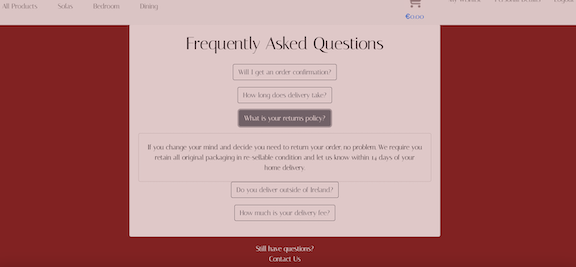 All Products Sofas Bedroom Dining
€0.00
Frequently Asked Questions
Will I get an order confirmation?
How long does delivery take?
What is your returns policy?
If you change your mind and decide you need to return your order, no problem. We require you
retain all original packaging in re-sellable condition and let us know within 14 days of your
home delivery.
Do you deliver outside of Ireland?
How much is your delivery fee?
Still have questions?
Contact Us